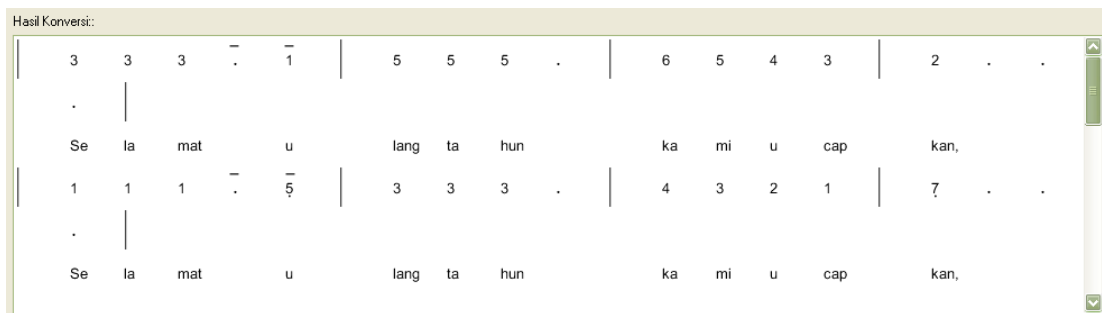 Hasil Konversi::
| 3 3 3 .̅ 1̅ | 5 5 5 . | 6 5 4 3 | 2 . .
. |
Se la mat u lang ta hun ka mi u cap kan,
| 1 1 1 .̅ 5̣̅ | 3 3 3 . | 4 3 2 1 | 7̣ . .
. |
Se la mat u lang ta hun ka mi u cap kan,